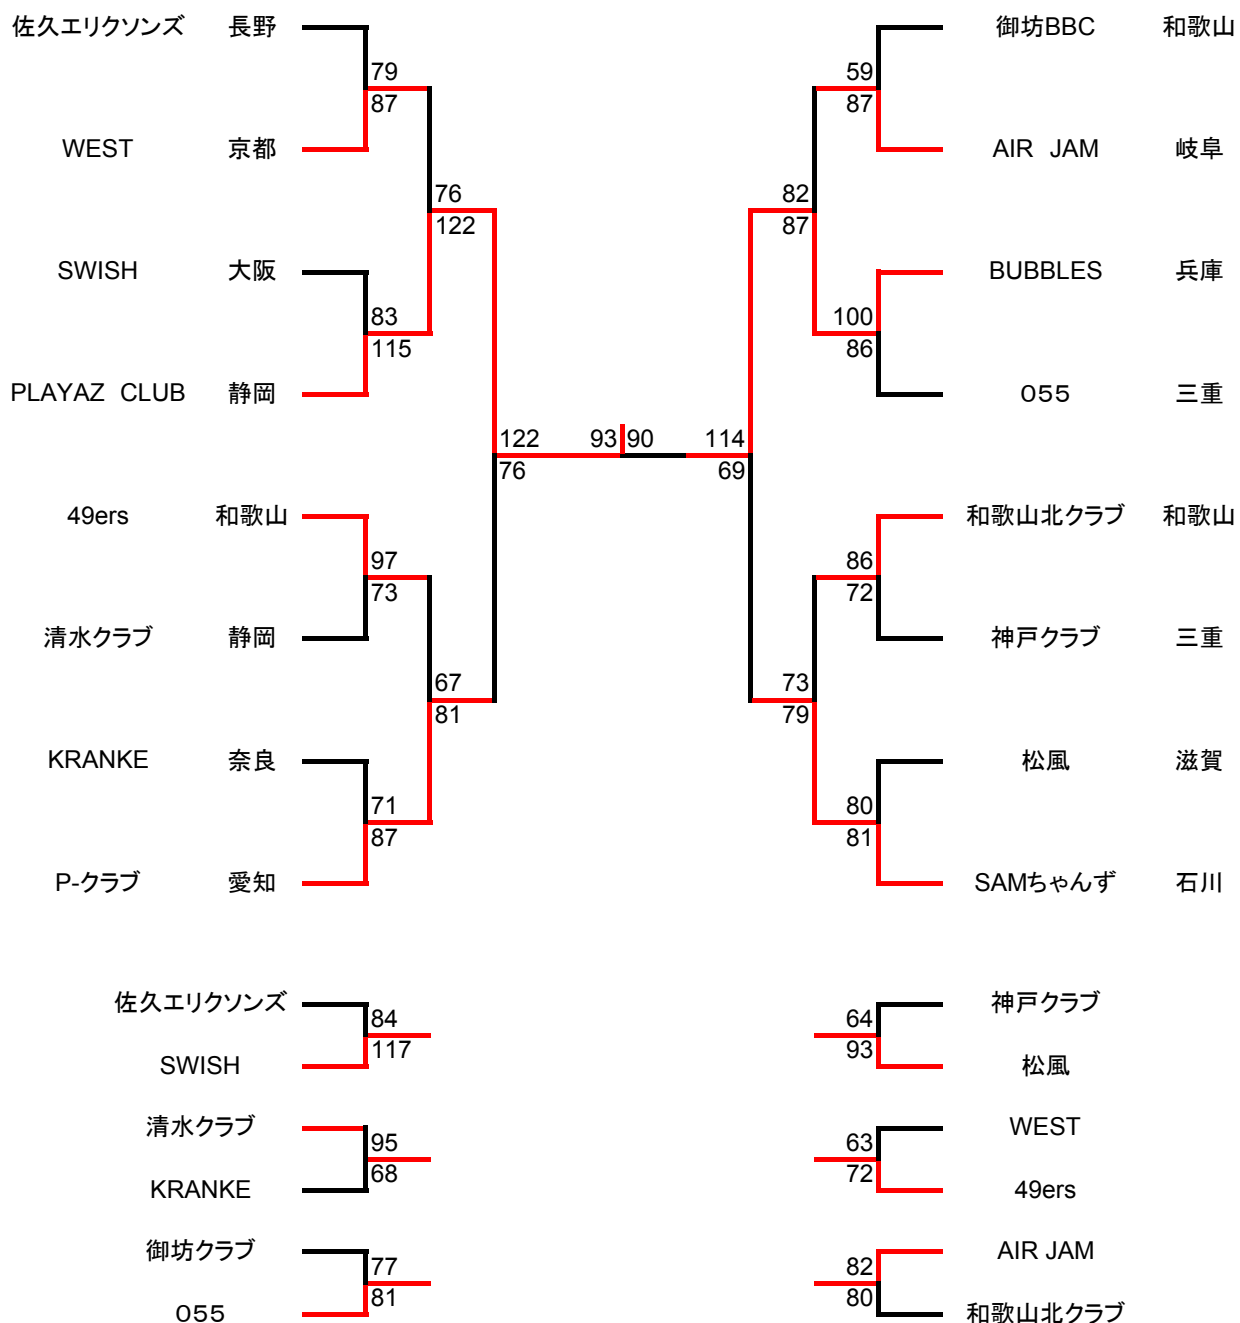 佐久エリクソンズ 長野 御坊BBC 和歌山
79 59
87 87
WEST 京都 AIR JAM 岐阜
76 82
122 87
SWISH 大阪 BUBBLES 兵庫
83 100
115 86
PLAYAZ CLUB 静岡 ０５５ 三重
122 93 90 114
76 69
49ers 和歌山 和歌山北クラブ 和歌山
97 86
73 72
清水クラブ 静岡 神戸クラブ 三重
67 73
81 79
KRANKE 奈良 松風 滋賀
71 80
87 81
P-クラブ 愛知 SAMちゃんず 石川
佐久エリクソンズ 神戸クラブ
84 64
117 93
SWISH 松風
清水クラブ WEST
95 63
68 72
KRANKE 49ers
御坊クラブ AIR JAM
77 82
81 80
０５５ 和歌山北クラブ